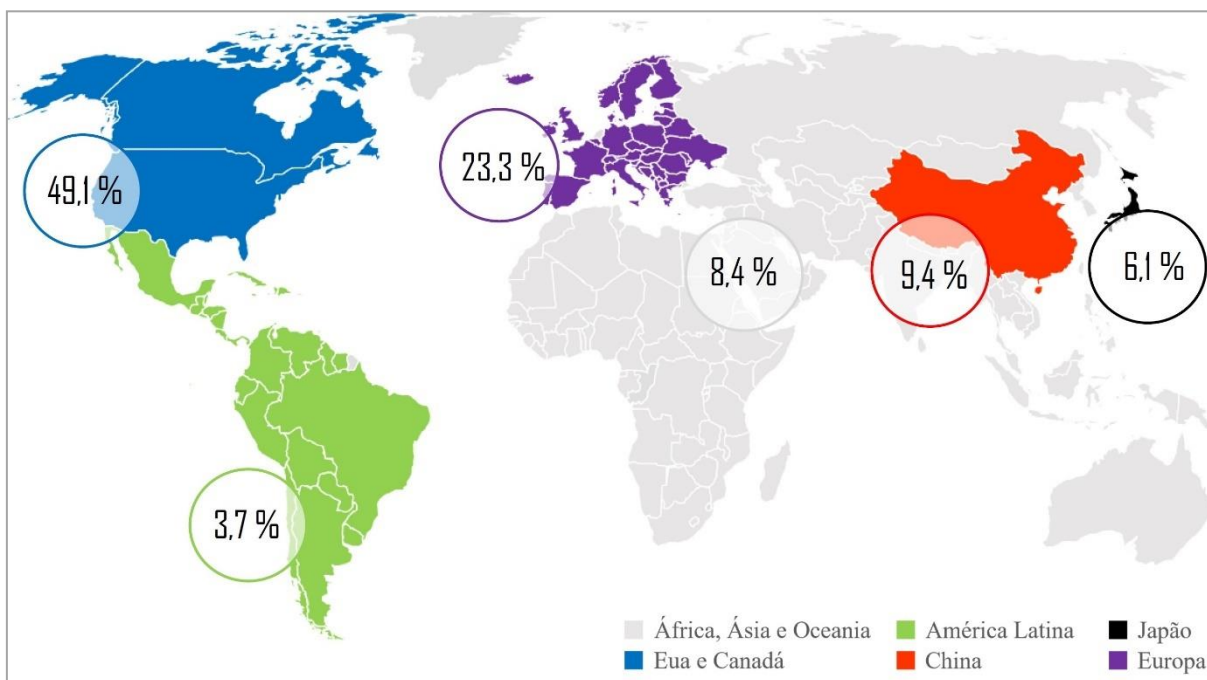 49,1 %
23,3 %
8,4 %
9,4 %
6,1 %
3,7 %
África, Ásia e Oceania
América Latina
Japão
Eua e Canadá
China
Europa